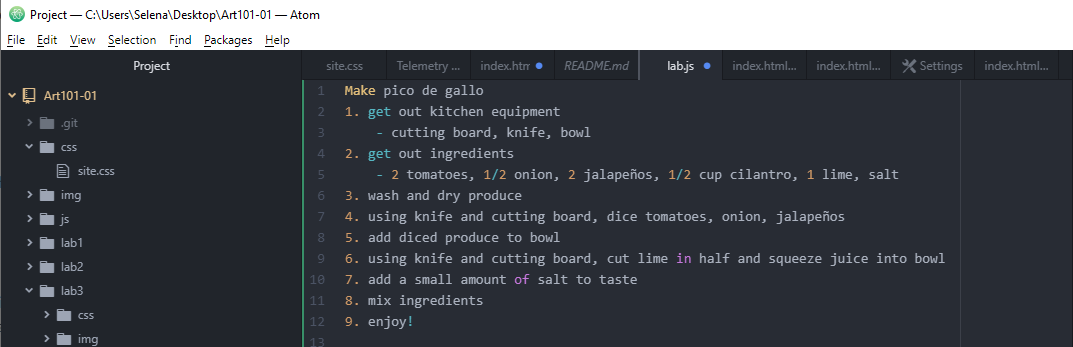 Project — C:\Users\Selena\Desktop\Art101-01 — Atom
File Edit View Selection Find Packages Help
Project
site.css
Telemetry ...
index.htm
README.md
lab.js
index.html...
index.html...
Settings
index.html...
Art101-01
.git
css
site.css
img
js
lab1
lab2
lab3
css
img
1 Make pico de gallo
2 1. get out kitchen equipment
3 - cutting board, knife, bowl
4 2. get out ingredients
5 - 2 tomatoes, 1/2 onion, 2 jalapeños, 1/2 cup cilantro, 1 lime, salt
6 3. wash and dry produce
7 4. using knife and cutting board, dice tomatoes, onion, jalapeños
8 5. add diced produce to bowl
9 6. using knife and cutting board, cut lime in half and squeeze juice into bowl
10 7. add a small amount of salt to taste
11 8. mix ingredients
12 9. enjoy!
13